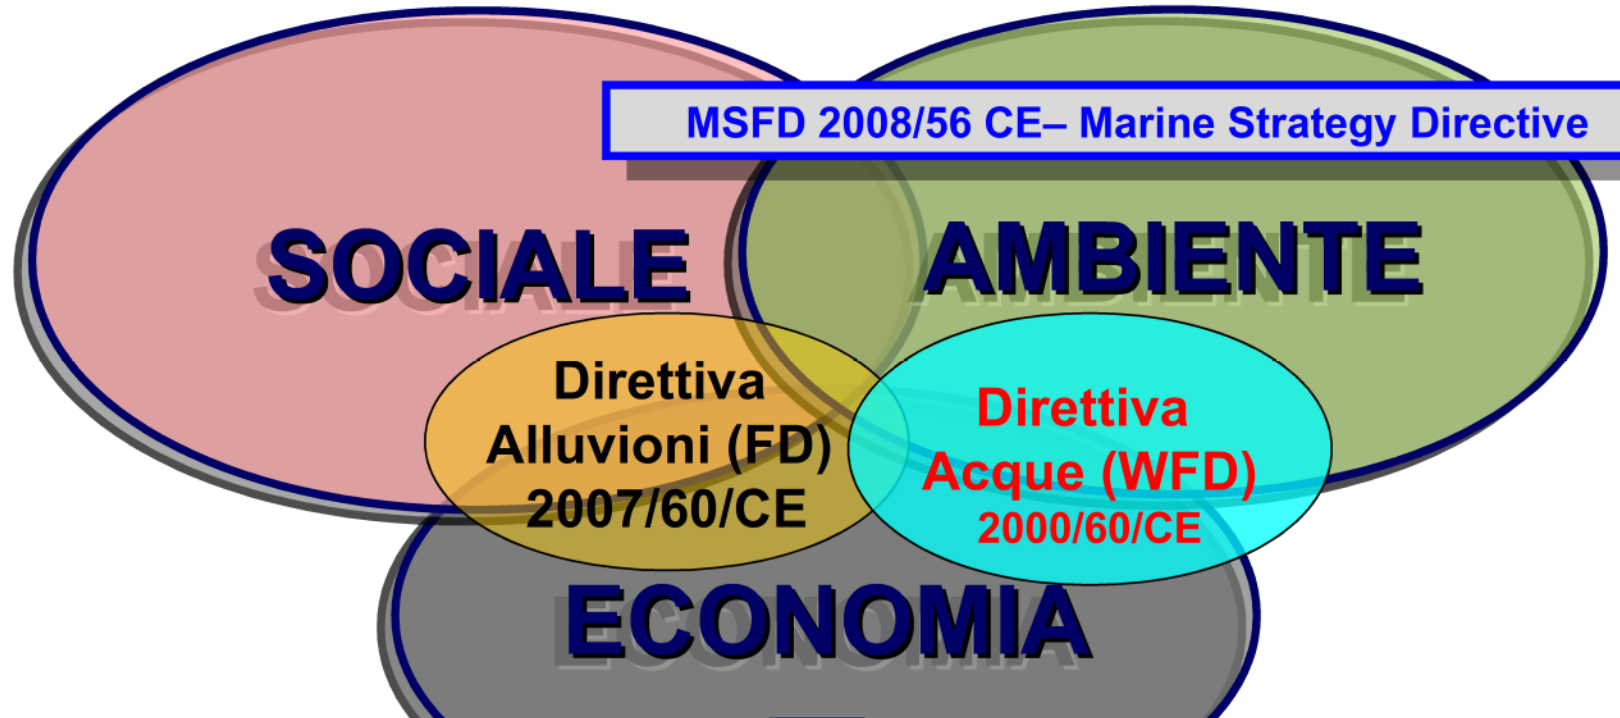 MSFD 2008/56 CE– Marine Strategy Directive
SOCIALE
AMBIENTE
Direttiva
Alluvioni (FD)
2007/60/CE
Direttiva
Acque (WFD)
2000/60/CE
ECONOMIA